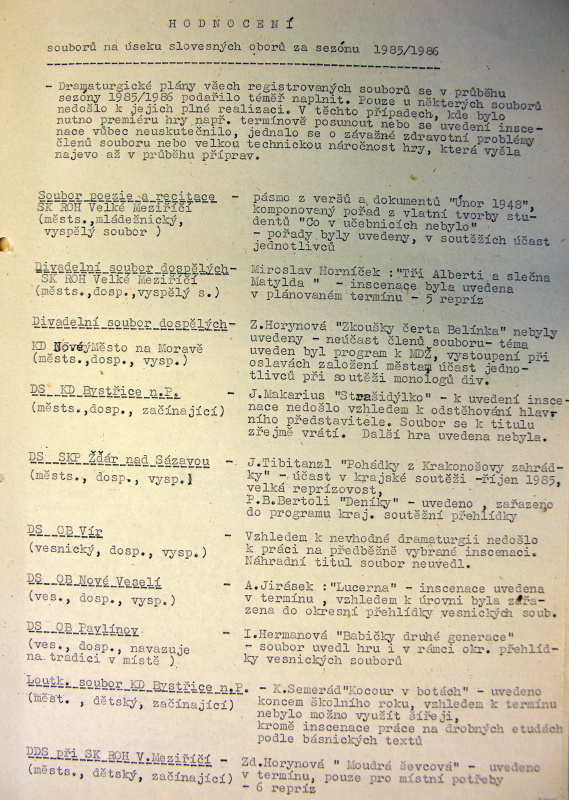 HODNOCENÍ
souborů na úseku slovesných oborů za sezónu 1985/1986
- Dramaturgické plány všech registrovaných souborů se v průběhu
sezóny 1985/1986 podařilo téměř naplnit. Pouze u některých souborů
nedošlo k jejich plné realizaci. V těchto případech, kde bylo
nutno premiéru hry např. termínově posunout nebo se uvedení insce-
nace vůbec neuskutečnilo, jednalo se o závažné zdravotní problémy
členů souboru nebo velkou technickou náročnost hry, která vyšla
najevo až v průběhu příprav.
Soubor poezie a recitace - pásmo z veršů a dokumentů "Únor 1948",
SK ROH Velké Meziříčí komponovaný pořad z vlatní tvorby stu-
(městs.,mládežnický, dentů "Co v učebnicích nebylo"
vyspělý soubor ) - pořady byly uvedeny, v soutěžích účast
jednotlivců
Divadelní soubor dospělých- Miroslav Horníček :"Tři Alberti a slečna
SK ROH Velké Meziříčí Matylda " - inscenace byla uvedena
(městs.,dosp.,vyspělý s.) v plánovaném termínu - 5 repríz
Divadelní soubor dospělých- Z.Horynová "Zkoušky čerta Belínka" nebyly
KD Nové Město na Moravě uvedeny - neúčast členů souboru- téma
(městs.,dosp., vysp.) uveden byl program k MDŽ, vystoupení při
oslavách založení městam účast jedno-
tlivců při soutěži monologů div.
DS KD Bystřice n.P. - J.Makarius "Strašidýlko" - k uvedení insce-
(městs.,dosp., začínající) nace nedošlo vzhledem k odstěhování hlav-
ního představitele. Soubor se k titulu
zřejmě vrátí. Další hra uvedena nebyla.
DS SKP Žďár nad Sázavou - J.Tibitanzl "Pohádky z Krakonošovy zahrád-
(městs., dosp., vysp.) ky" - účast v krajské soutěži -říjen 1985,
velká reprízovost,
P.B.Bertoli "Deníky" - uvedeno , zařazeno
do programu kraj. soutěžní přehlídky
DS OB Vír - Vzhledem k nevhodné dramaturgii nedošlo
(vesnický, dosp., vysp.) k práci na předběžně vybrané inscenaci.
Náhradní titul soubor neuvedl.
DS OB Nové Veselí - A.Jirásek :"Lucerna" - inscenace uvedena
(ves., dosp., vysp.) v termínu , vzhledem k úrovni byla zařa-
zena do okresní přehlídky vesnických soub.
DS OB Pavlínov - I.Hermanová "Babičky druhé generace"
(ves., dosp., navazuje - soubor uvedl hru i v rámci okr. přehlíd-
na tradici v místě ) ky vesnických souborů
Loutk. soubor KD Bystřice n.P. - K.Semerád"Kocour v botách" - uvedeno
(měst. , dětský, začínající) koncem školního roku, vzhledem k termínu
nebylo možno využít šířeji,
kromě inscenace práce na drobných etudách
podle básnických textů
DDS při SK ROH V.Meziříčí - Zd.Horynová " Moudrá ševcová" - uvedeno
(městs., dětský, začínající) v termínu, pouze pro místní potřeby
- 6 repríz